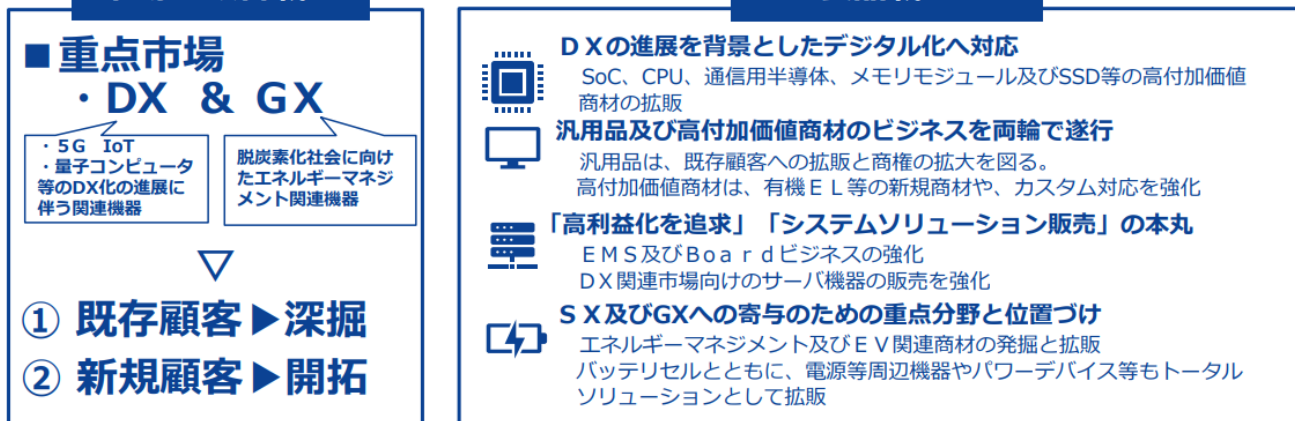 ■重点市場
・DX & GX
・5G IoT
・量子コンピュータ
等のDX化の進展に
伴う関連機器
脱炭素化社会に向け
たエネルギーマネジ
メント関連機器
▽
① 既存顧客▶深掘
② 新規顧客▶開拓
DXの進展を背景としたデジタル化へ対応
SoC、CPU、通信用半導体、メモリモジュール及びSSD等の高付加価値
商材の拡販
汎用品及び高付加価値商材のビジネスを両輪で遂行
汎用品は、既存顧客への拡販と商権の拡大を図る。
高付加価値商材は、有機EL等の新規商材や、カスタム対応を強化
「高利益化を追求」「システムソリューション販売」の本丸
EMS及びBoardビジネスの強化
DX関連市場向けのサーバ機器の販売を強化
SX及びGXへの寄与のための重点分野と位置づけ
エネルギーマネジメント及びEV関連商材の発掘と拡販
バッテリセルとともに、電源等周辺機器やパワーデバイス等もトータル
ソリューションとして拡販